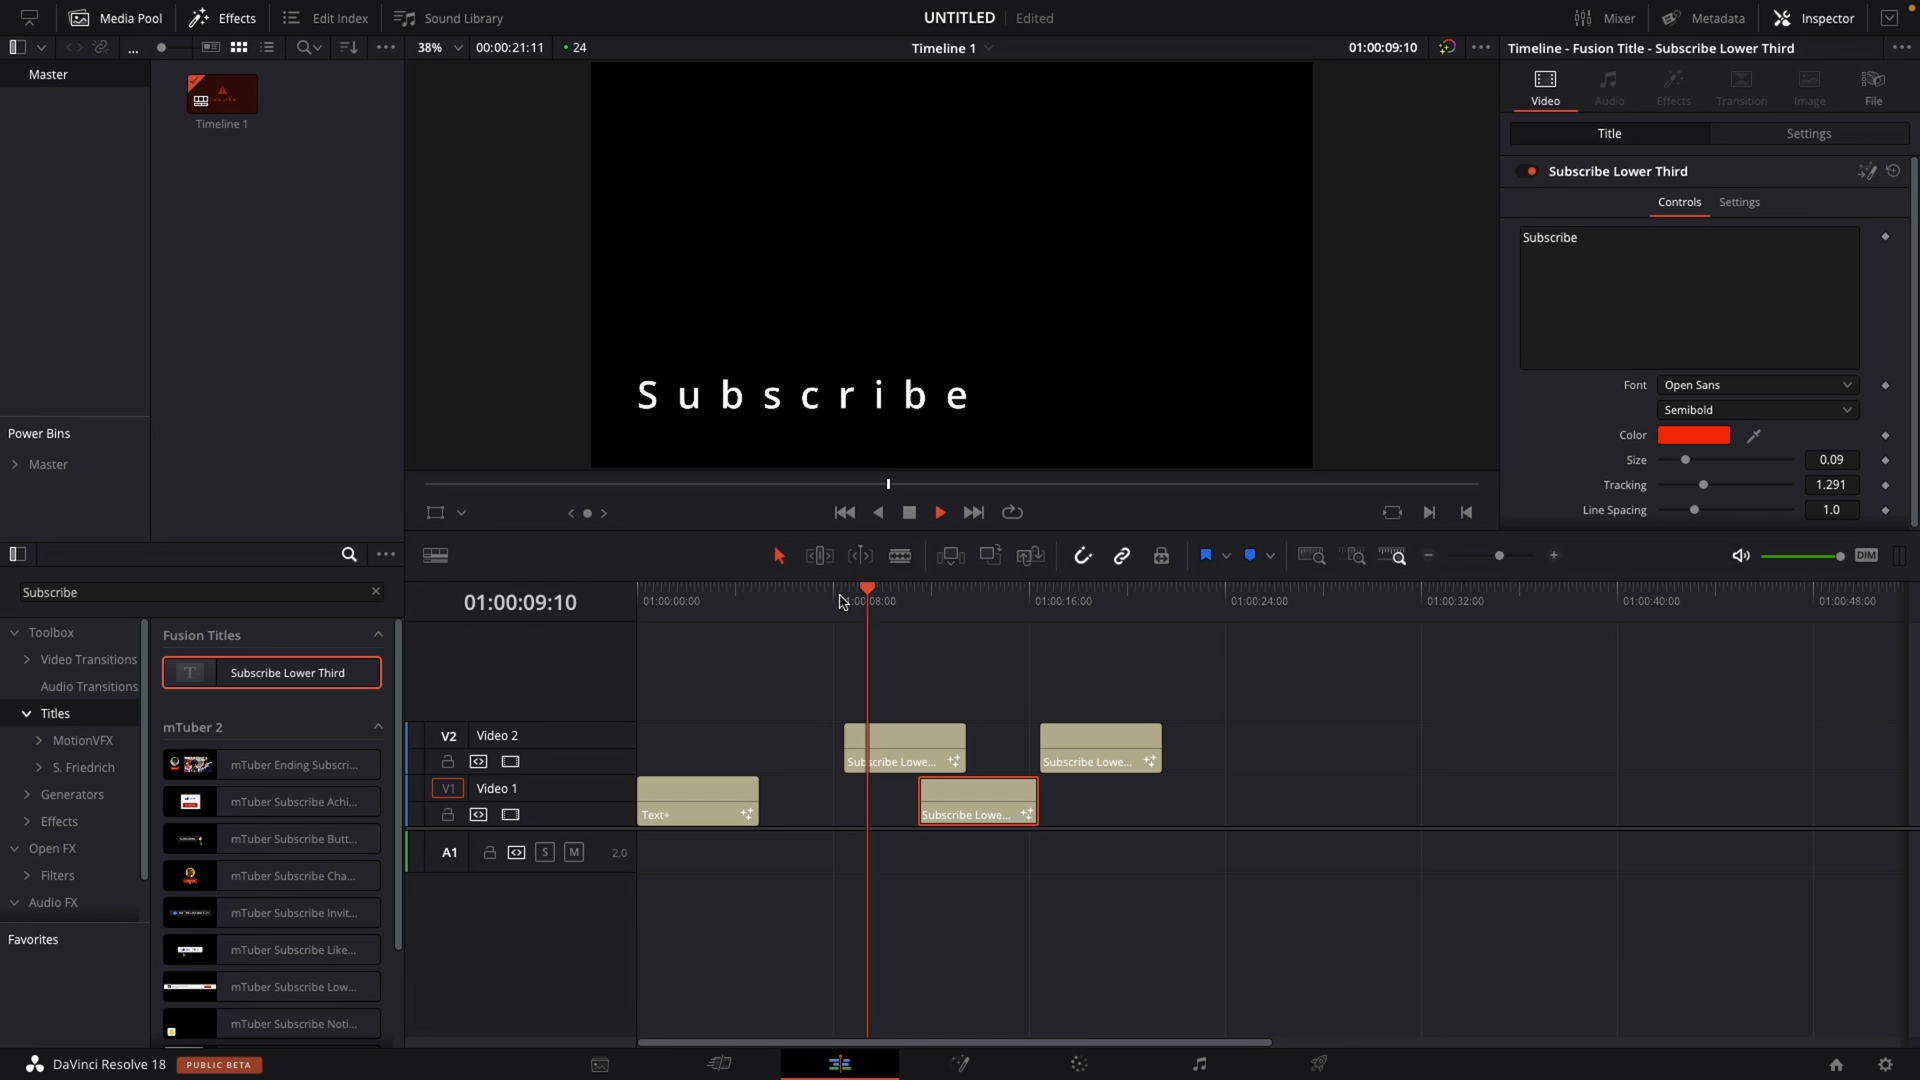 Media Pool Effects Edit Index Sound Library UNTITLED Edited Mixer Metadata Inspector
38% 00:00:21:11 24 Timeline 1 01:00:09:10 Timeline - Fusion Title - Subscribe Lower Third
Master
Timeline 1
Video Audio Effects Transition Image File
Title Settings
Subscribe Lower Third
Controls Settings
Subscribe
Subscribe
Font Open Sans
Semibold
Color
Size 0.09
Tracking 1.291
Line Spacing 1.0
Power Bins
Master
DIM
Subscribe
01:00:09:10 01:00:00:00 :00:08:00 01:00:16:00 01:00:24:00 01:00:32:00 01:00:40:00 01:00:48:00
Toolbox
Video Transitions
Audio Transitions
Titles
MotionVFX
S. Friedrich
Generators
Effects
Open FX
Filters
Audio FX
Favorites
Fusion Titles
T Subscribe Lower Third
mTuber 2
mTuber Ending Subscri...
mTuber Subscribe Achi...
mTuber Subscribe Butt...
mTuber Subscribe Cha...
mTuber Subscribe Invit...
mTuber Subscribe Like...
mTuber Subscribe Low...
mTuber Subscribe Noti...
V2 Video 2
Subscribe Lowe... Subscribe Lowe...
V1 Video 1
Text+ Subscribe Lowe...
A1 S M 2.0
DaVinci Resolve 18 PUBLIC BETA